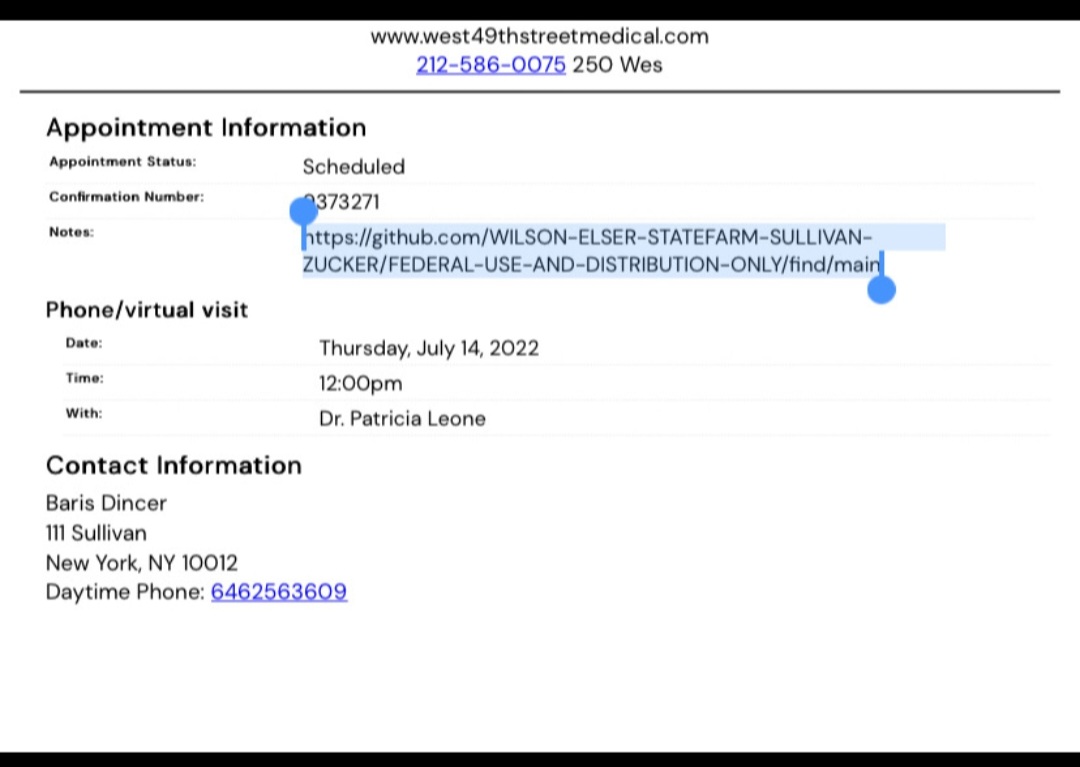 www.west49thstreetmedical.com
212-586-0075 250 Wes
Appointment Information
Appointment Status: Scheduled
Confirmation Number: 373271
Notes: https://github.com/WILSON-ELSER-STATEFARM-SULLIVAN-
ZUCKER/FEDERAL-USE-AND-DISTRIBUTION-ONLY/find/main
Phone/virtual visit
Date: Thursday, July 14, 2022
Time: 12:00pm
With: Dr. Patricia Leone
Contact Information
Baris Dincer
111 Sullivan
New York, NY 10012
Daytime Phone: 6462563609